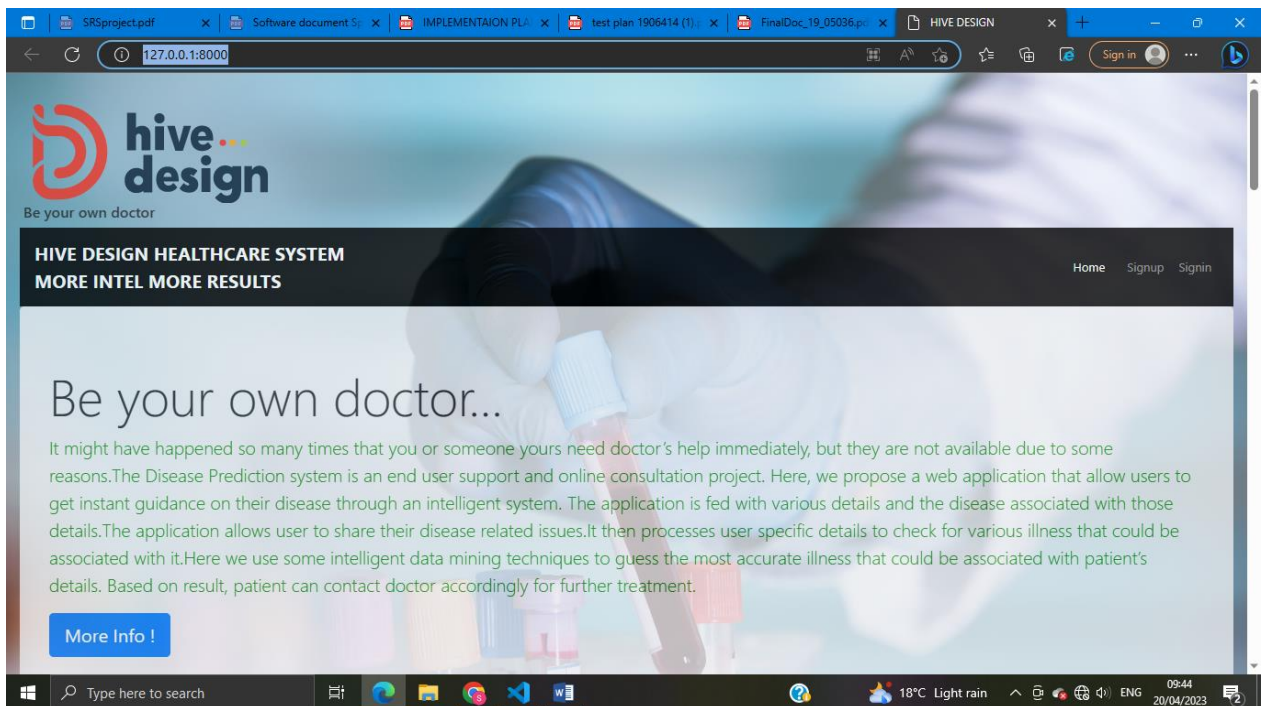 SRSproject.pdf
Software document Sp
IMPLEMENTAION PLA
test plan 1906414 (1).p
FinalDoc_19_05036.pd
HIVE DESIGN
127.0.0.1:8000
Sign in
hive
design
Be your own doctor
HIVE DESIGN HEALTHCARE SYSTEM
MORE INTEL MORE RESULTS
Home Signup Signin
Be your own doctor...
It might have happened so many times that you or someone yours need doctor's help immediately, but they are not available due to some
reasons.The Disease Prediction system is an end user support and online consultation project. Here, we propose a web application that allow users to
get instant guidance on their disease through an intelligent system. The application is fed with various details and the disease associated with those
details.The application allows user to share their disease related issues.It then processes user specific details to check for various illness that could be
associated with it.Here we use some intelligent data mining techniques to guess the most accurate illness that could be associated with patient's
details. Based on result, patient can contact doctor accordingly for further treatment.
More Info !
Type here to search
18°C Light rain
ENG
09:44
20/04/2023
2